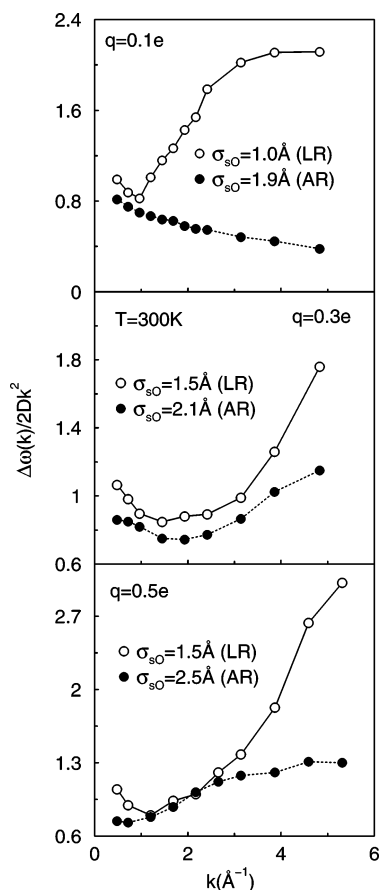 q=0.1e
2.4
1.6
0.8
0
σsO=1.0Å (LR)
σsO=1.9Å (AR)
Δω(k)/2Dk²
T=300K
q=0.3e
1.8
1.4
1
0.6
σsO=1.5Å (LR)
σsO=2.1Å (AR)
q=0.5e
2.7
2
1.3
0.6
σsO=1.5Å (LR)
σsO=2.5Å (AR)
0 2 4 6
k(Å⁻¹)